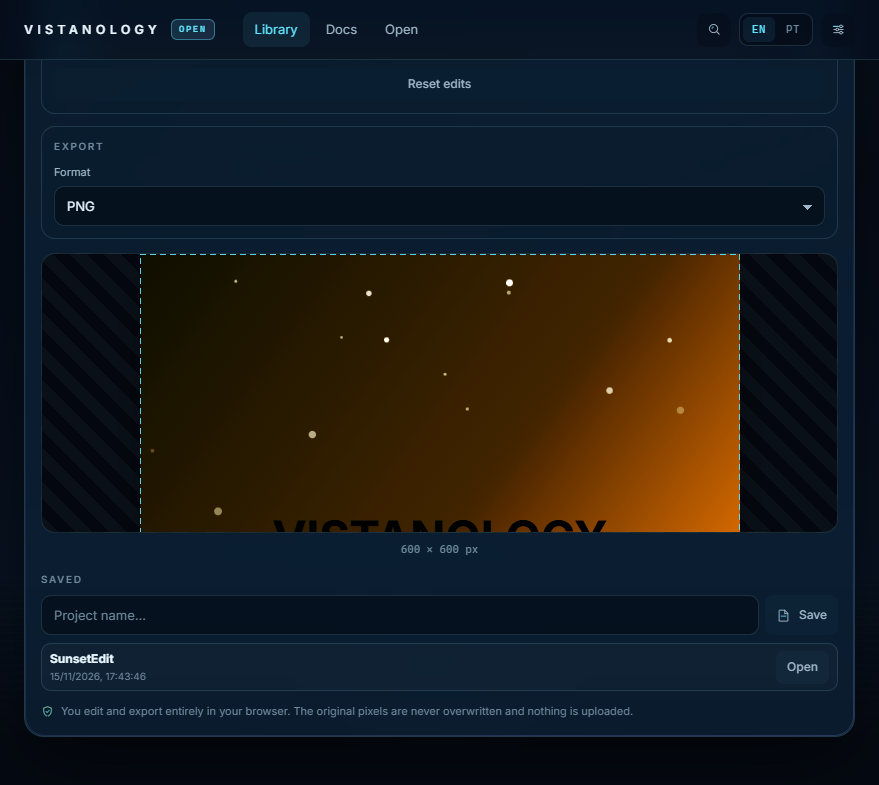 VISTANOLOGY OPEN Library Docs Open EN PT
Reset edits
EXPORT
Format
PNG
VISTANOLOGY
600 × 600 px
SAVED
Project name...
Save
SunsetEdit
15/11/2026, 17:43:46
Open
You edit and export entirely in your browser. The original pixels are never overwritten and nothing is uploaded.